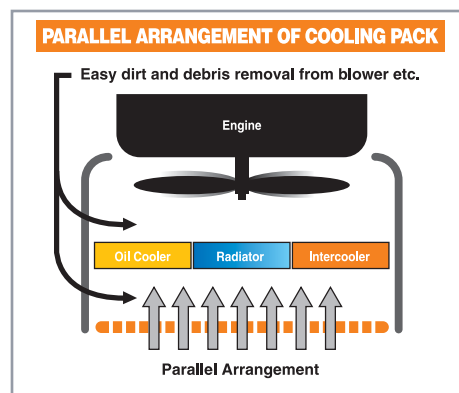 PARALLEL ARRANGEMENT OF COOLING PACK
Easy dirt and debris removal from blower etc.
Engine
Oil Cooler
Radiator
Intercooler
Parallel Arrangement